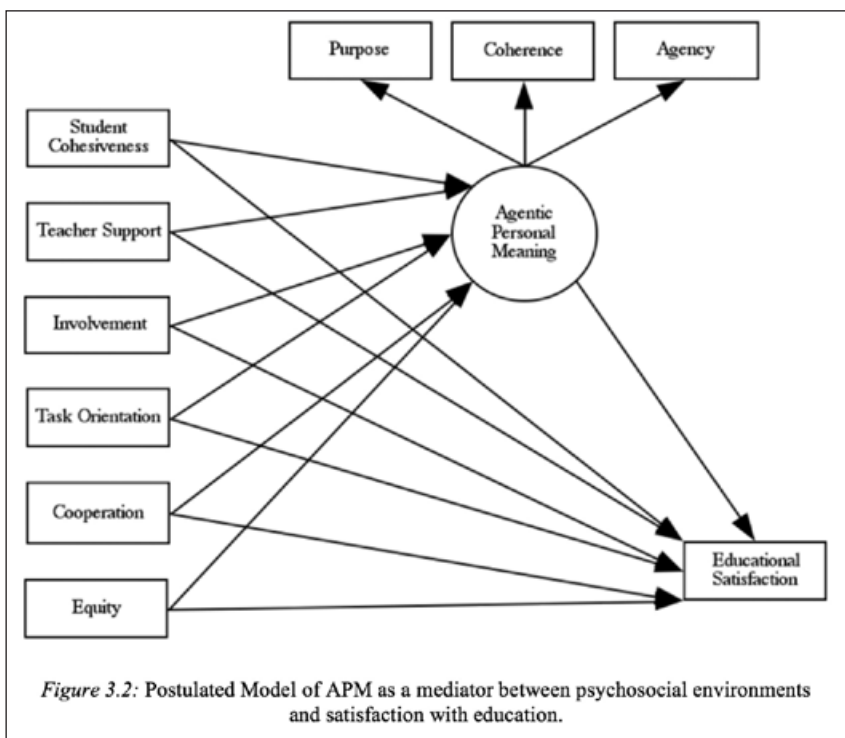 Purpose
Coherence
Agency
Student
Cohesiveness
Teacher Support
Agentic
Personal
Meaning
Involvement
Task Orientation
Cooperation
Educational
Satisfaction
Equity
Figure 3.2: Postulated Model of APM as a mediator between psychosocial environments
and satisfaction with education.